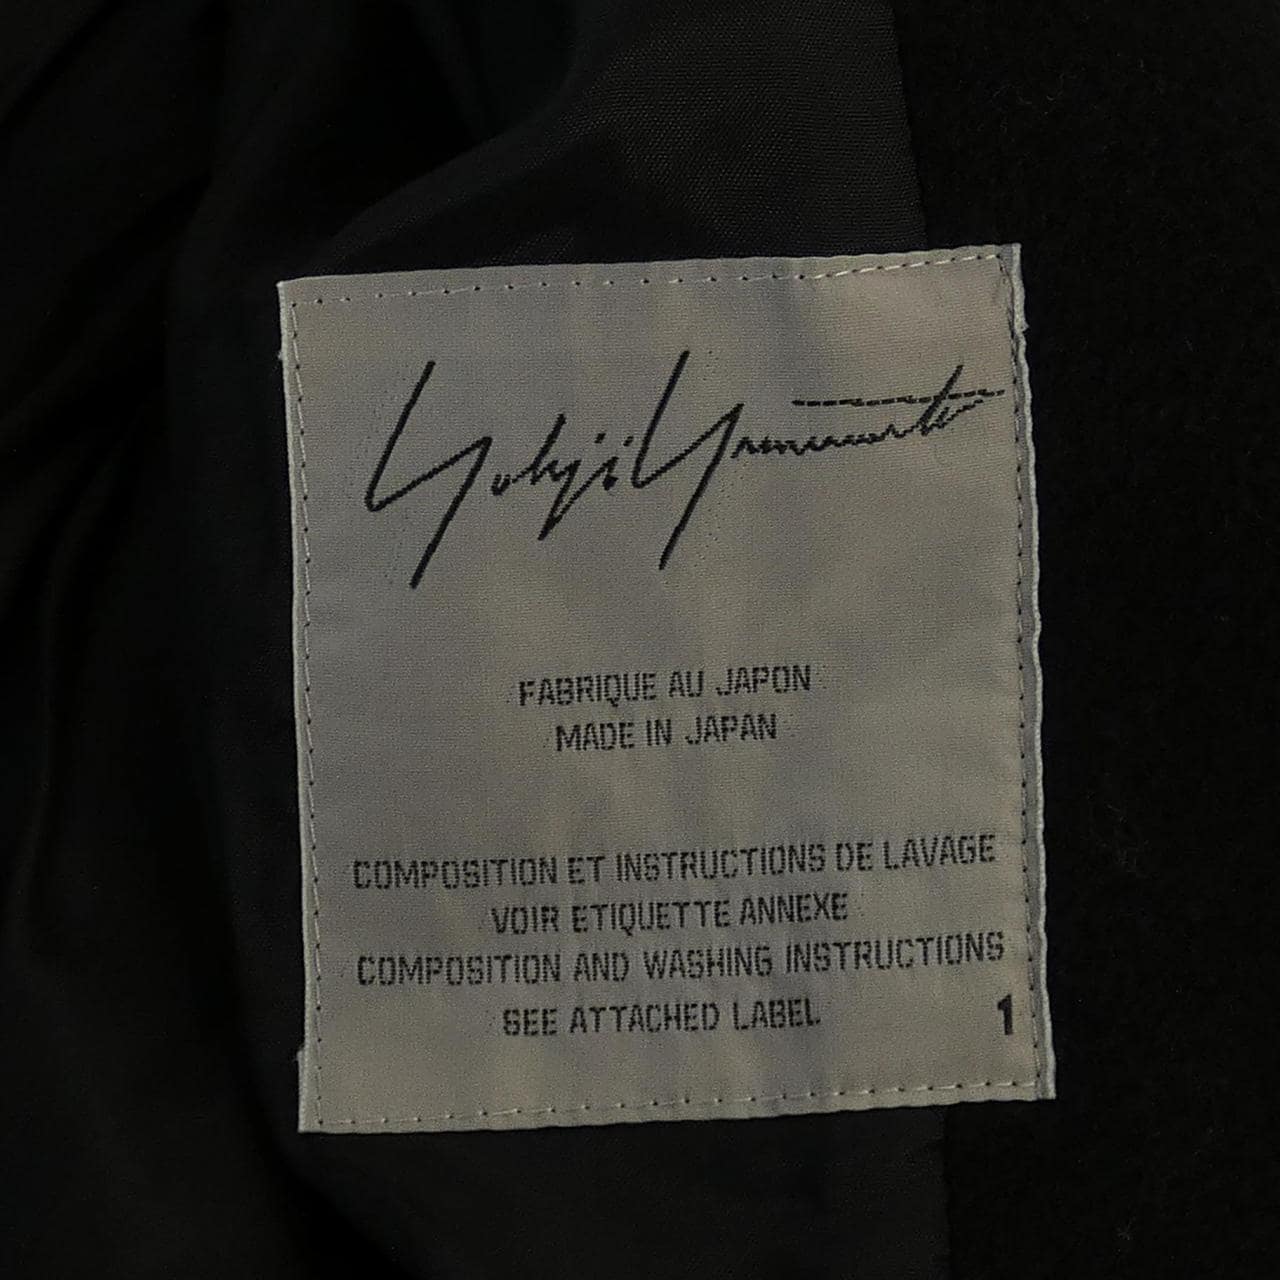 Yohji Yamamoto
FABRIQUE AU JAPON
MADE IN JAPAN
COMPOSITION ET INSTRUCTIONS DE LAVAGE
VOIR ETIQUETTE ANNEXE
COMPOSITION AND WASHING INSTRUCTIONS
SEE ATTACHED LABEL 1